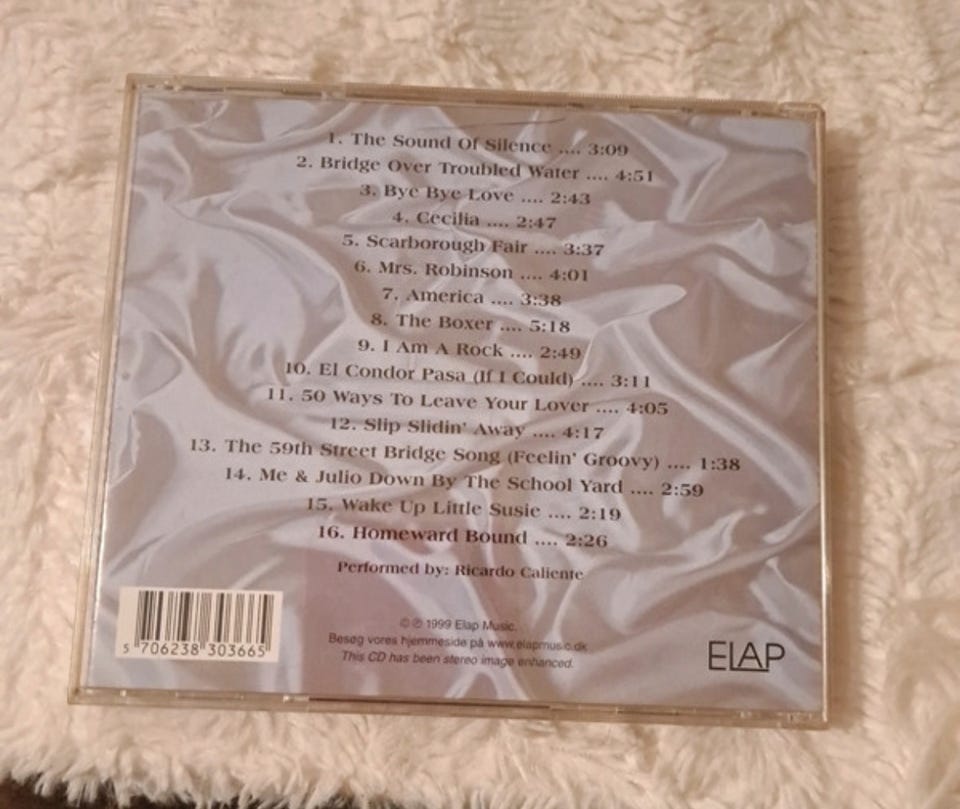 1. The Sound Of Silence .... 3:09
2. Bridge Over Troubled Water .... 4:51
3. Bye Bye Love .... 2:43
4. Cecilia .... 2:47
5. Scarborough Fair .... 3:37
6. Mrs. Robinson .... 4:01
7. America .... 3:38
8. The Boxer .... 5:18
9. I Am A Rock .... 2:49
10. El Condor Pasa (If I Could) .... 3:11
11. 50 Ways To Leave Your Lover .... 4:05
12. Slip Slidin' Away .... 4:17
13. The 59th Street Bridge Song (Feelin' Groovy) .... 1:38
14. Me & Julio Down By The School Yard .... 2:59
15. Wake Up Little Susie .... 2:19
16. Homeward Bound .... 2:26
Performed by: Ricardo Caliente
© ℗ 1999 Elap Music.
Besøg vores hjemmeside på www.elapmusic.dk
This CD has been stereo image enhanced.
5 706238 303665
ELAP